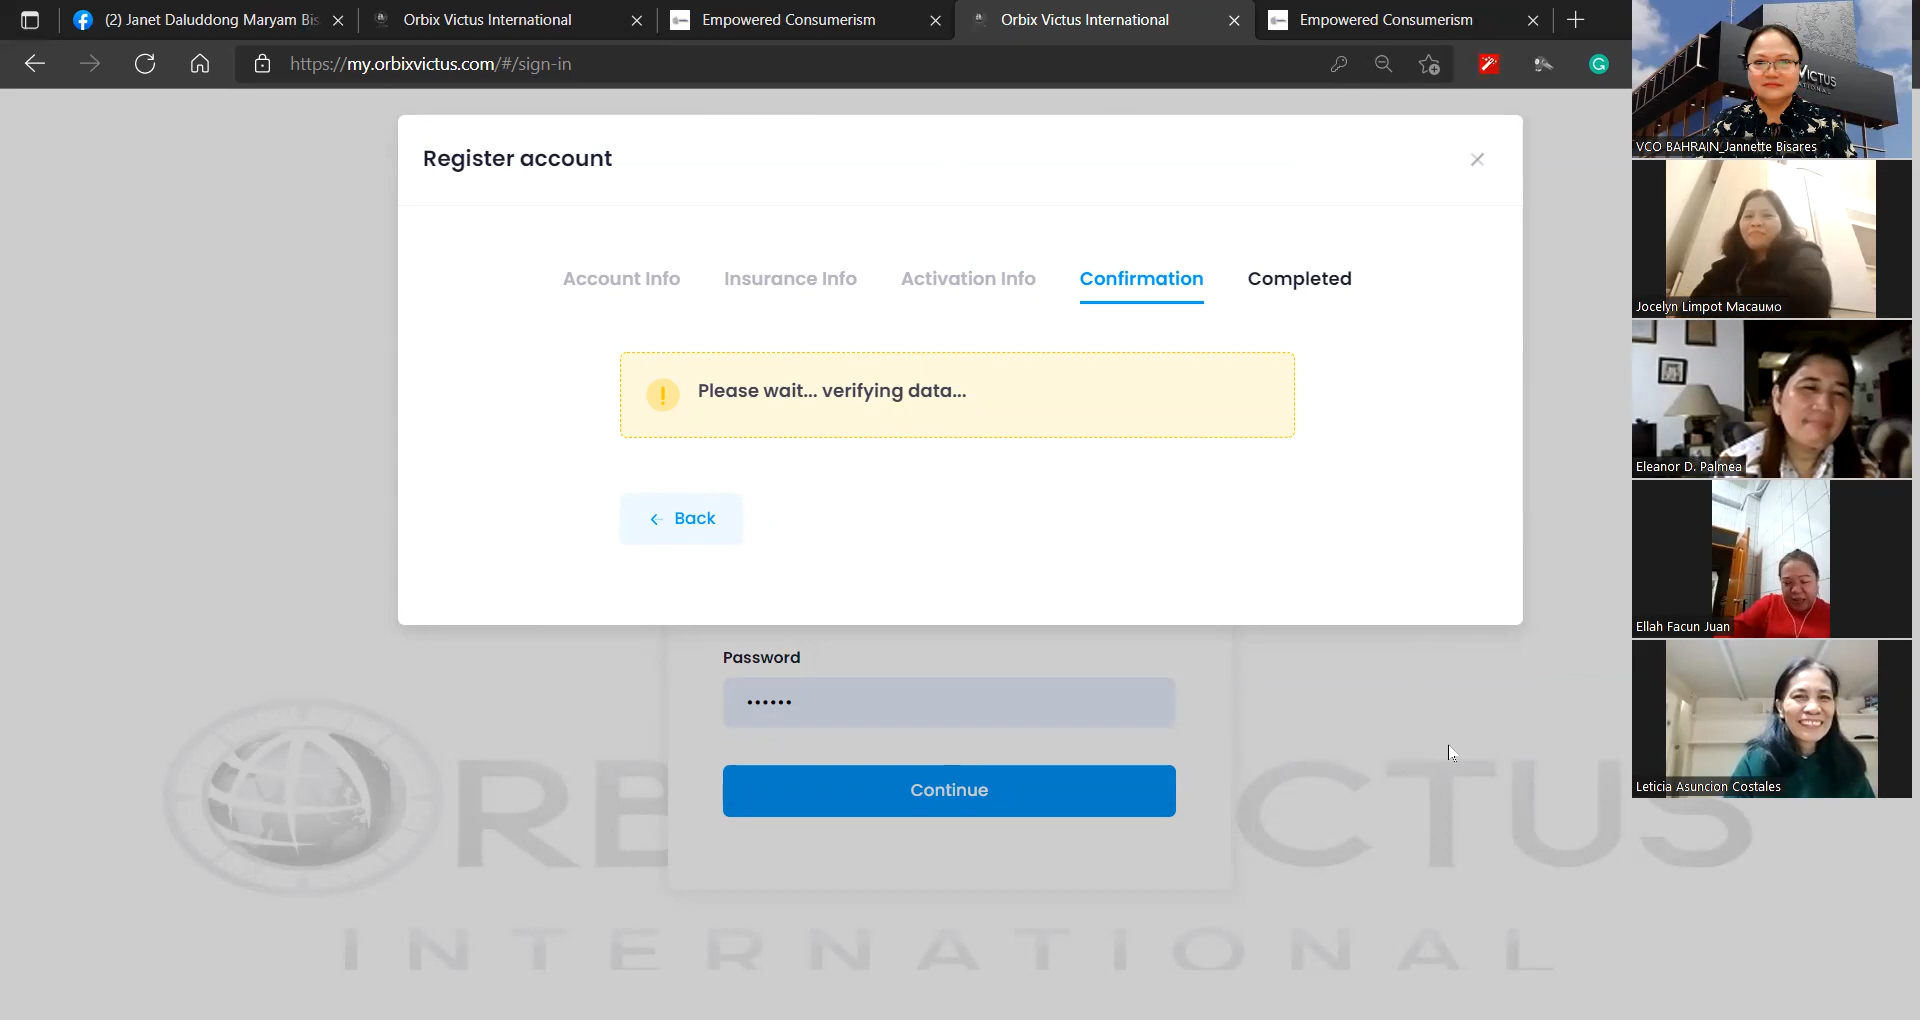 (2) Janet Daluddong Maryam Bis
Orbix Victus International
Empowered Consumerism
Orbix Victus International
Empowered Consumerism
https://my.orbixvictus.com/#/sign-in
Register account
Account Info
Insurance Info
Activation Info
Confirmation
Completed
!
Please wait... verifying data...
Back
Password
••••••
Continue
ORB
CTUS
INTERNATIONAL
VICTUS
VCO BAHRAIN_Jannette Bisares
Jocelyn Limpot Macaumo
Eleanor D. Palmea
Ellah Facun Juan
Leticia Asuncion Costales